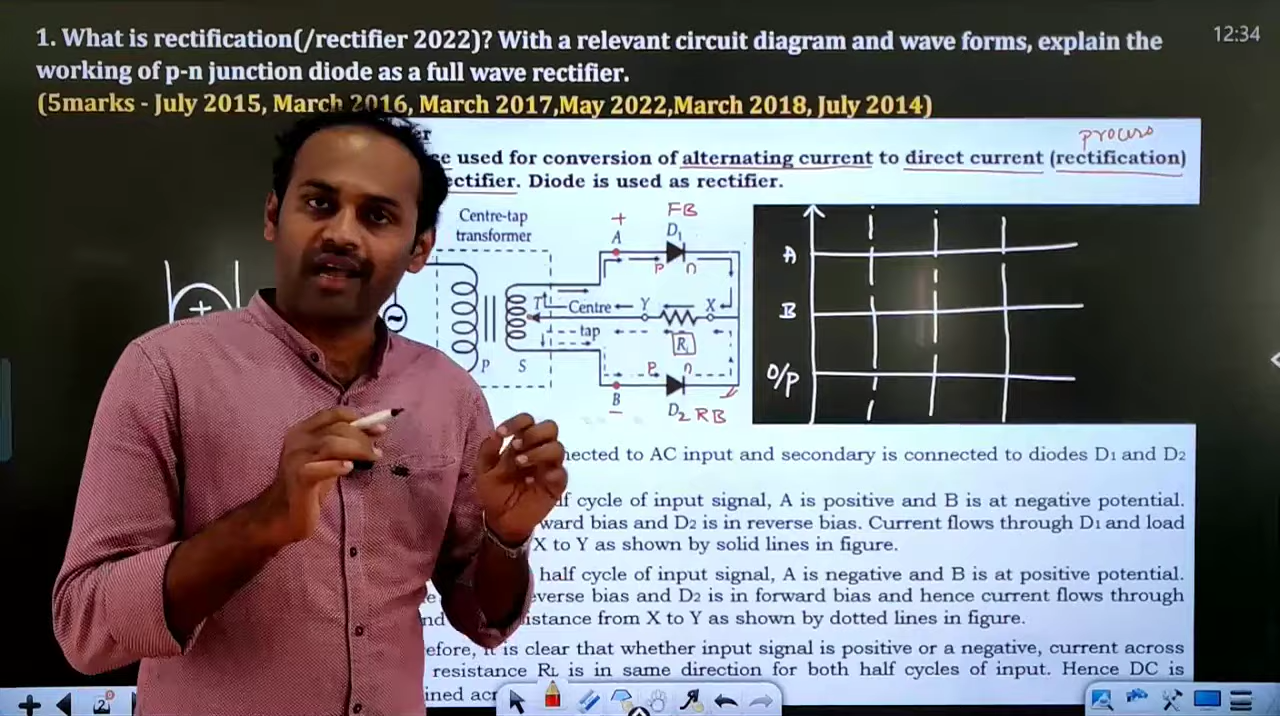 1. What is rectification(/rectifier 2022)? With a relevant circuit diagram and wave forms, explain the
12:34
working of p-n junction diode as a full wave rectifier.
(5marks - July 2015, March 2016, March 2017,May 2022,March 2018, July 2014)
process
used for conversion of alternating current to direct current (rectification)
Diode is used as rectifier.
Centre-tap
transformer
+
A
FB
D1
P n
Centre
tap
Y X
RL
P S
P n
B
−
D2 RB
A
B
O/P
+
to AC input and secondary is connected to diodes D1 and D2
cycle of input signal, A is positive and B is at negative potential.
bias and D2 is in reverse bias. Current flows through D1 and load
X to Y as shown by solid lines in figure.
half cycle of input signal, A is negative and B is at positive potential.
bias and D2 is in forward bias and hence current flows through
from X to Y as shown by dotted lines in figure.
it is clear that whether input signal is positive or a negative, current across
resistance RL is in same direction for both half cycles of input. Hence DC is
2